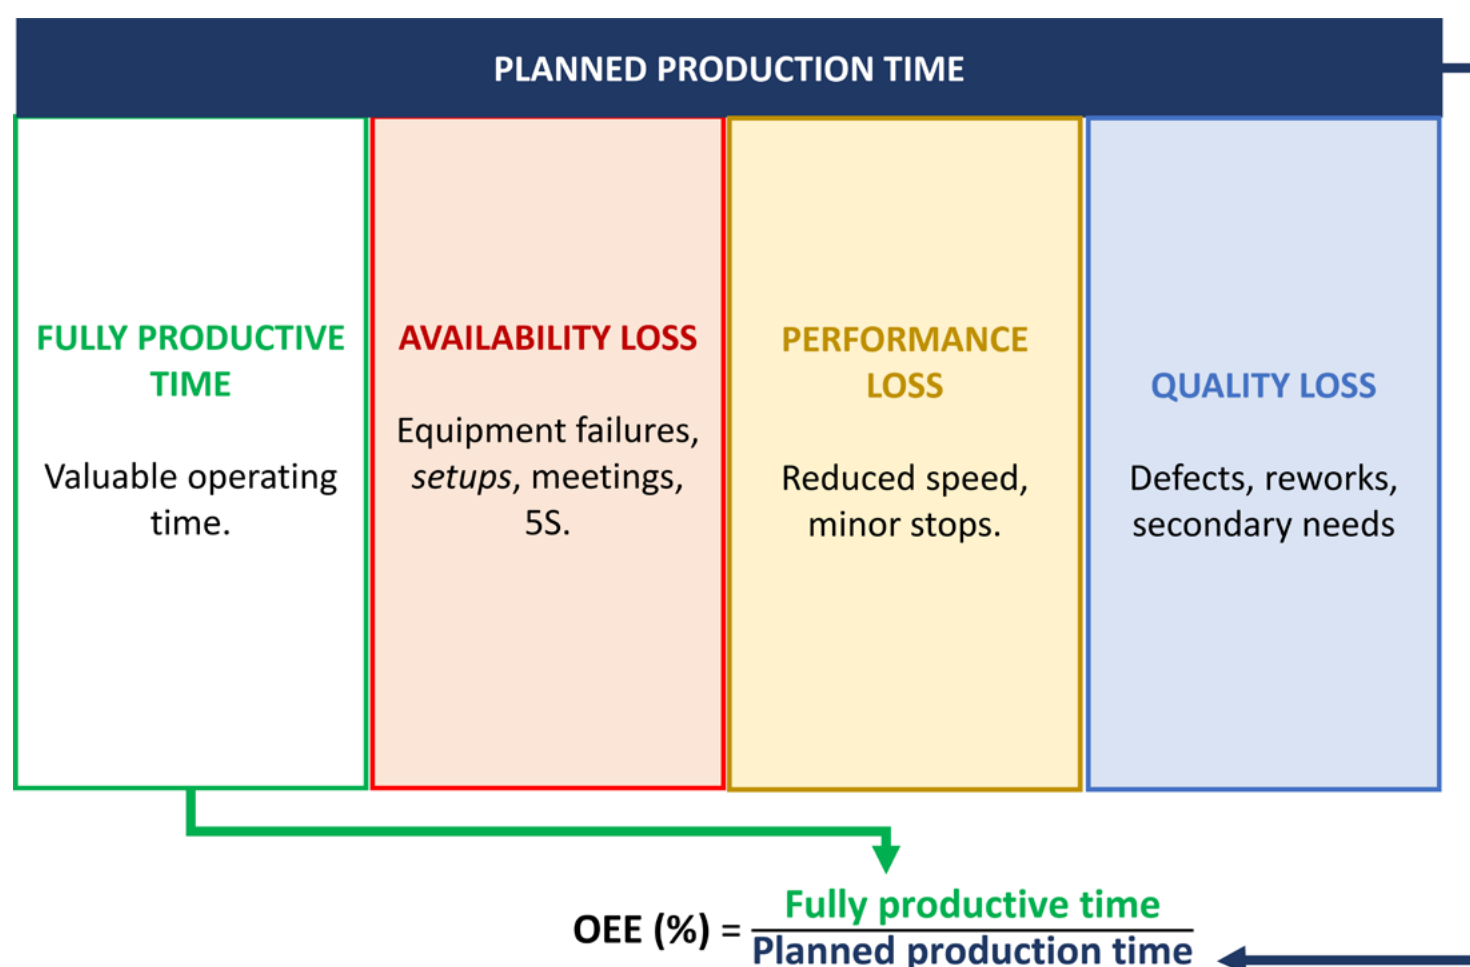 PLANNED PRODUCTION TIME
FULLY PRODUCTIVE
TIME
Valuable operating
time.
AVAILABILITY LOSS
Equipment failures,
setups, meetings,
5S.
PERFORMANCE
LOSS
Reduced speed,
minor stops.
QUALITY LOSS
Defects, reworks,
secondary needs
OEE (%) =
Fully productive time
Planned production time